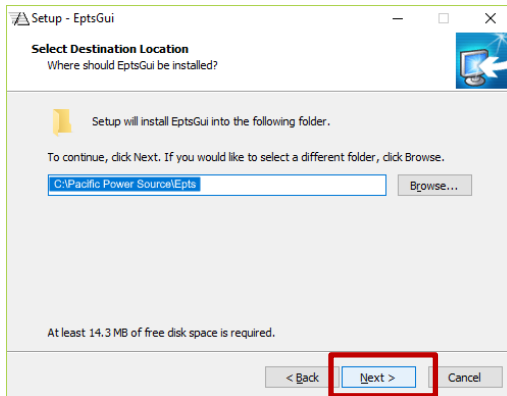 Setup - EptsGui
Select Destination Location
Where should EptsGui be installed?
Setup will install EptsGui into the following folder.
To continue, click Next. If you would like to select a different folder, click Browse.
C:\Pacific Power Source\Epts
Browse...
At least 14.3 MB of free disk space is required.
< Back
Next >
Cancel